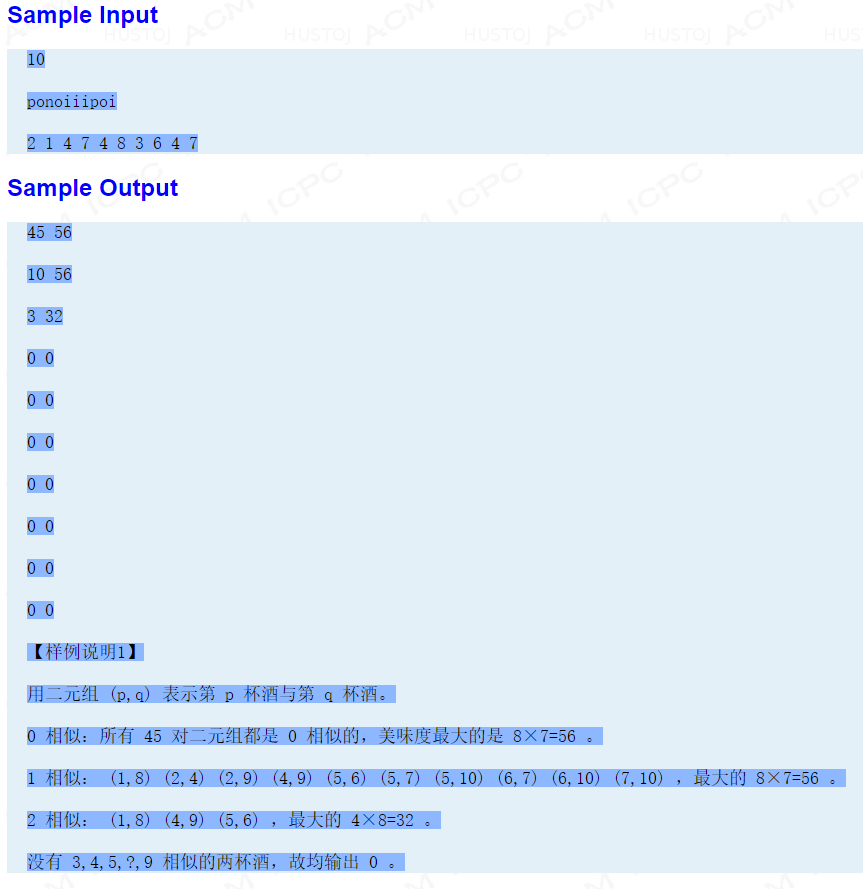 Sample Input
10
ponoiiipoi
2 1 4 7 4 8 3 6 4 7
Sample Output
45 56
10 56
3 32
0 0
0 0
0 0
0 0
0 0
0 0
0 0
【样例说明1】
用二元组 (p,q) 表示第 p 杯酒与第 q 杯酒。
0 相似：所有 45 对二元组都是 0 相似的，美味度最大的是 8×7=56 。
1 相似： (1,8) (2,4) (2,9) (4,9) (5,6) (5,7) (5,10) (6,7) (6,10) (7,10) ，最大的 8×7=56 。
2 相似： (1,8) (4,9) (5,6) ，最大的 4×8=32 。
没有 3,4,5,?,9 相似的两杯酒，故均输出 0 。